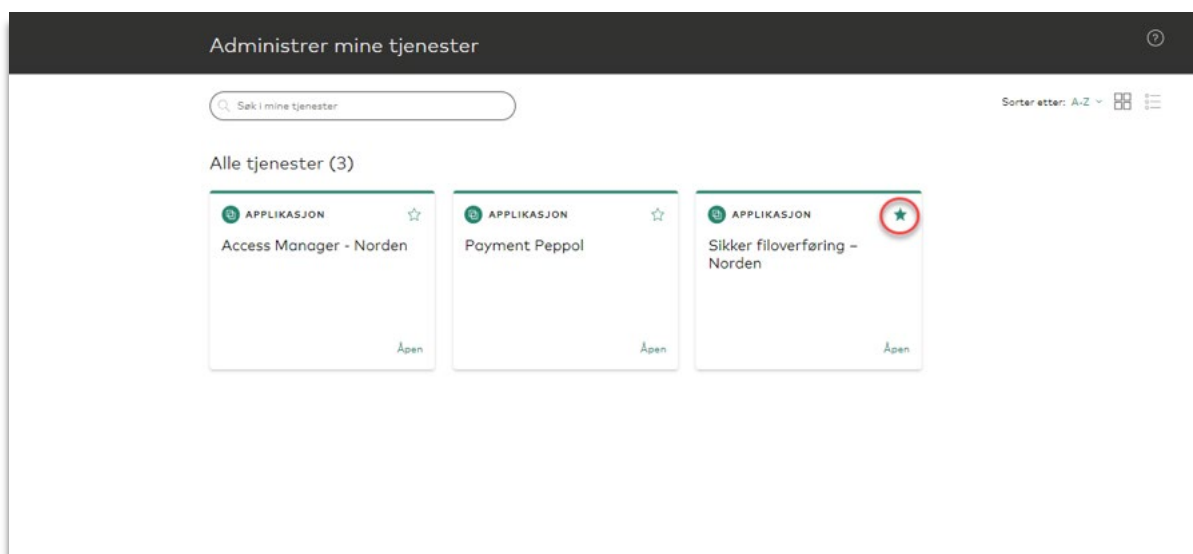 Administrer mine tjenester
Søk i mine tjenester
Sorter etter: A-Z
Alle tjenester (3)
APPLIKASJON
Access Manager - Norden
Åpen
APPLIKASJON
Payment Peppol
Åpen
APPLIKASJON
Sikker filoverføring –
Norden
Åpen